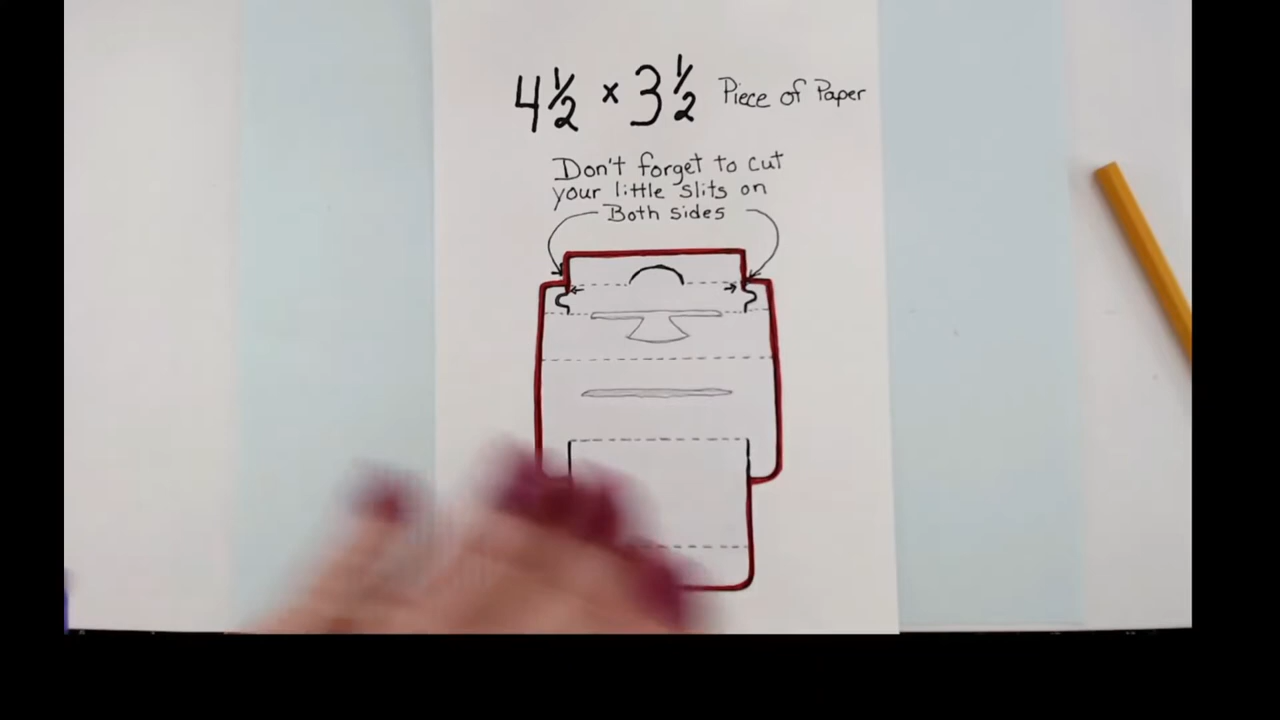 4½ x 3½ Piece of Paper
Don't forget to cut
your little slits on
Both sides